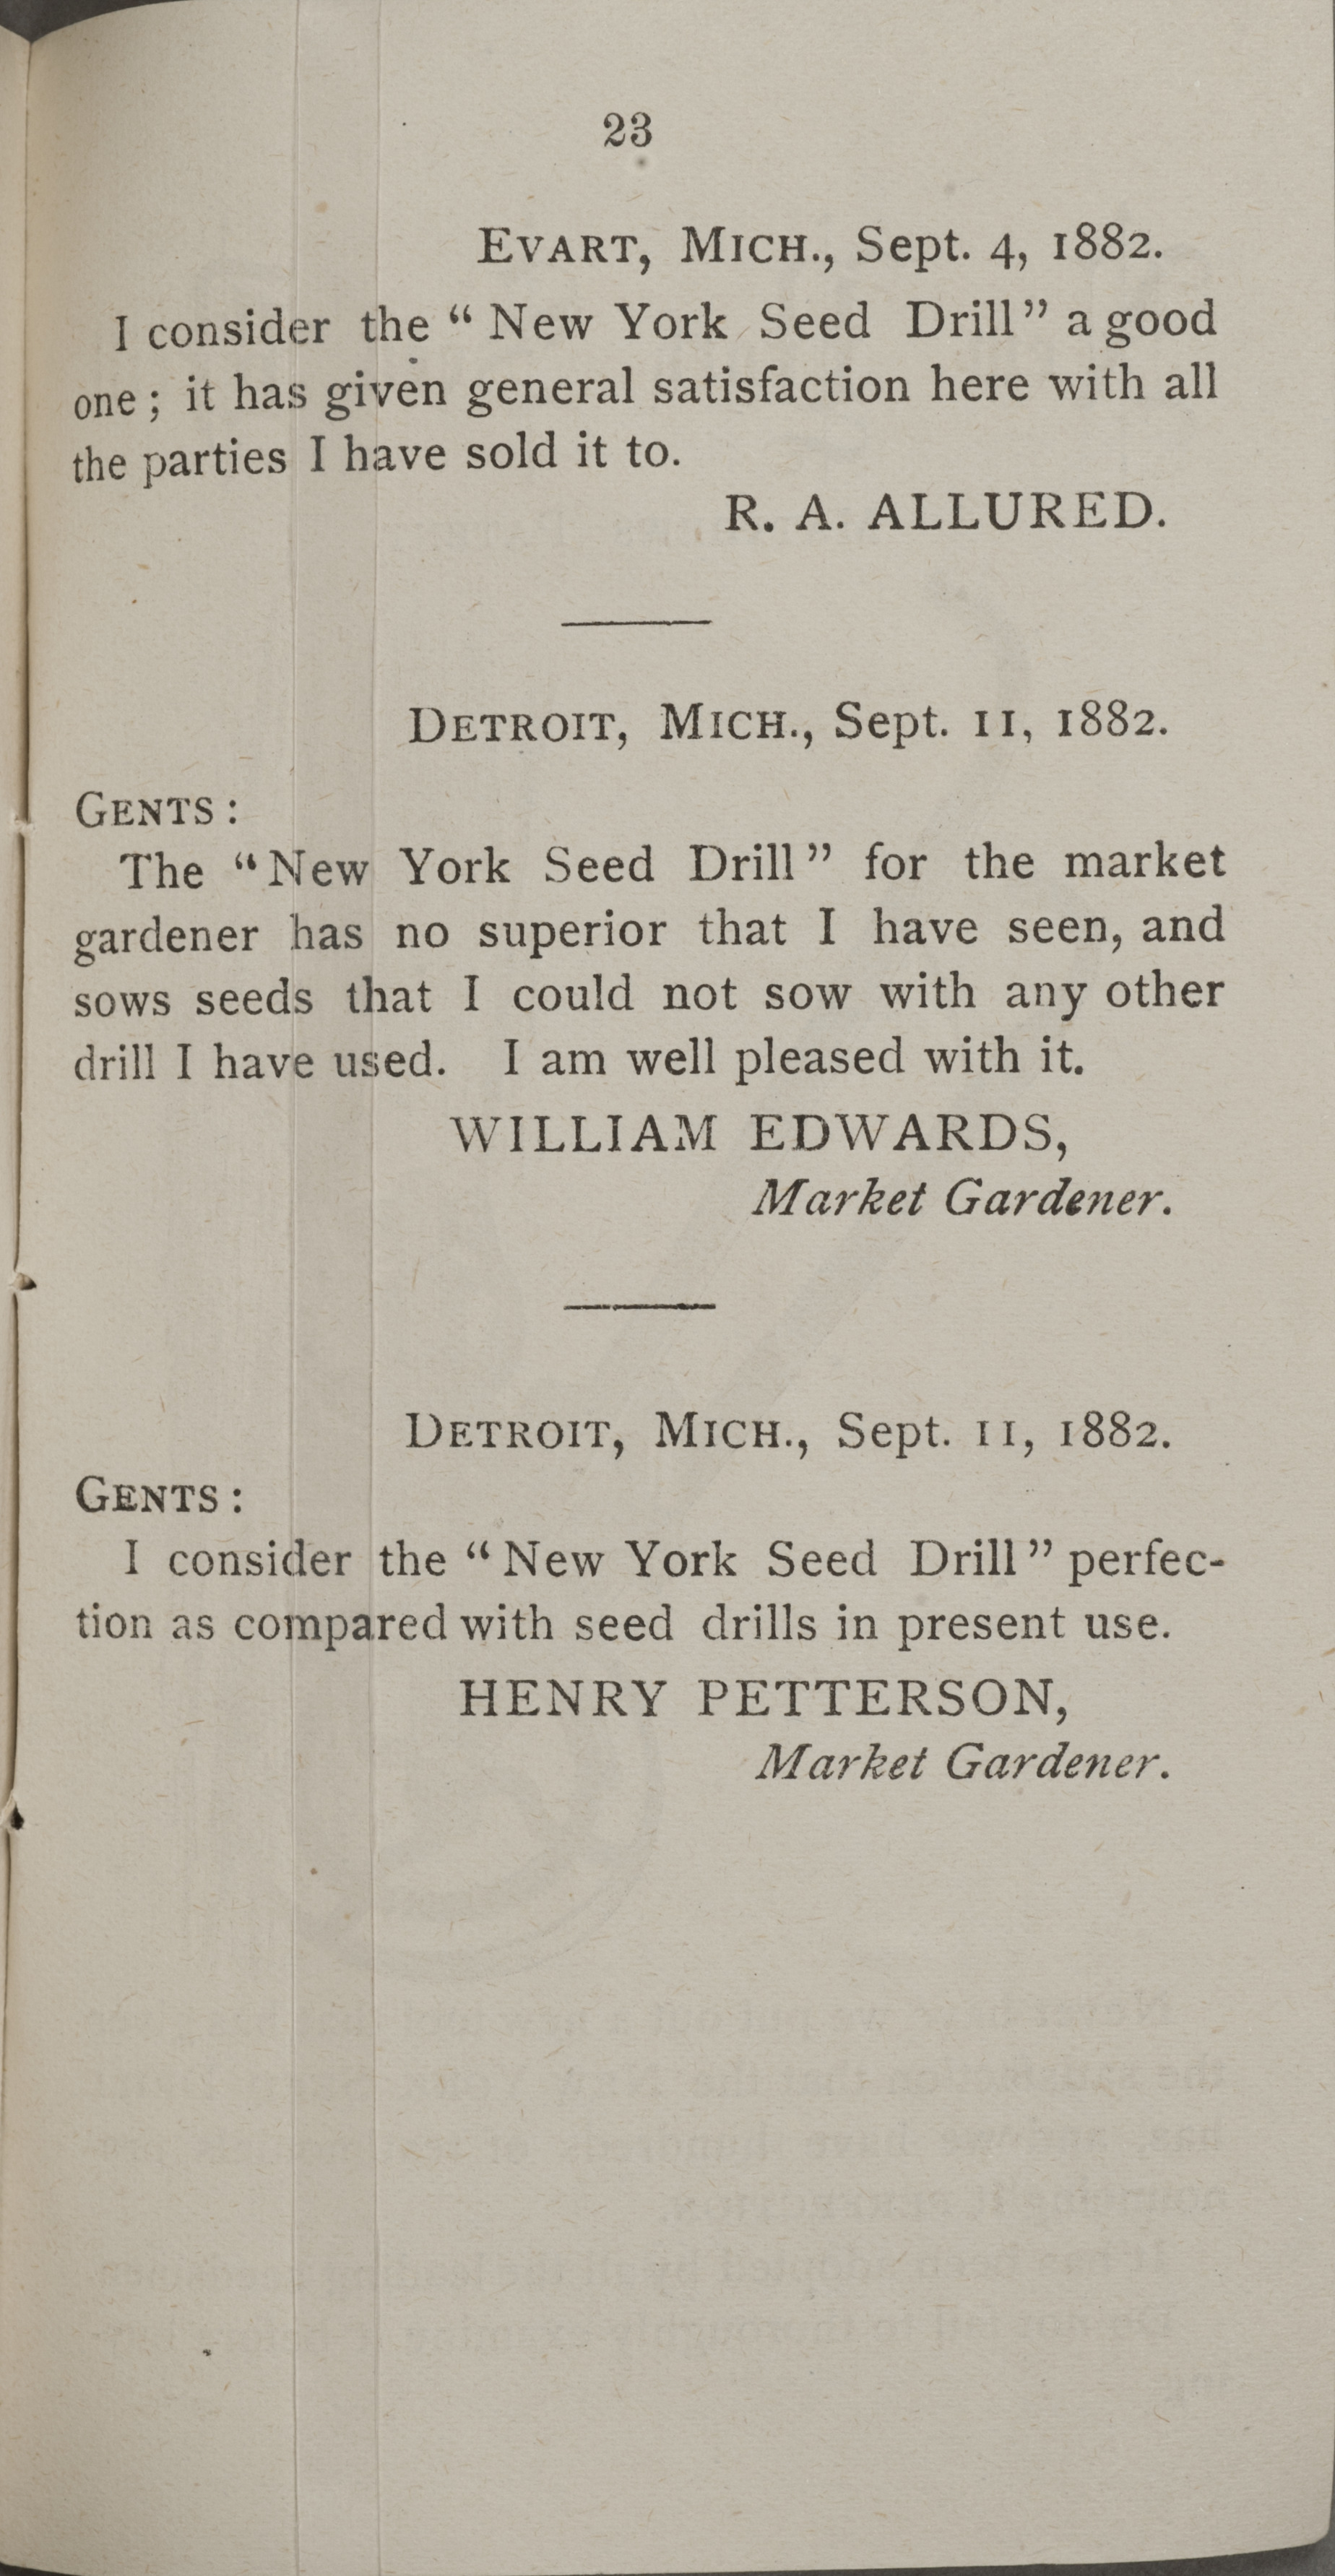 23
Evart, Mich., Sept. 4, 1882.
I consider the “ New York Seed Drill” a good
one ; it has given general satisfaction here with all
the parties I have sold it to.
R. A. ALLURED.
Detroit, Mich., Sept. 11, 1882.
Gents :
The “New York Seed Drill” for the market
gardener has no superior that I have seen, and
sows seeds that I could not sow with any other
drill I have used. I am well pleased with it.
WILLIAM EDWARDS,
Market Gardener.
Detroit, Mich., Sept. 11, 1882.
Gents :
I consider the “ New York Seed Drill ” perfec-
tion as compared with seed drills in present use.
HENRY PETTERSON,
Market Gardener.